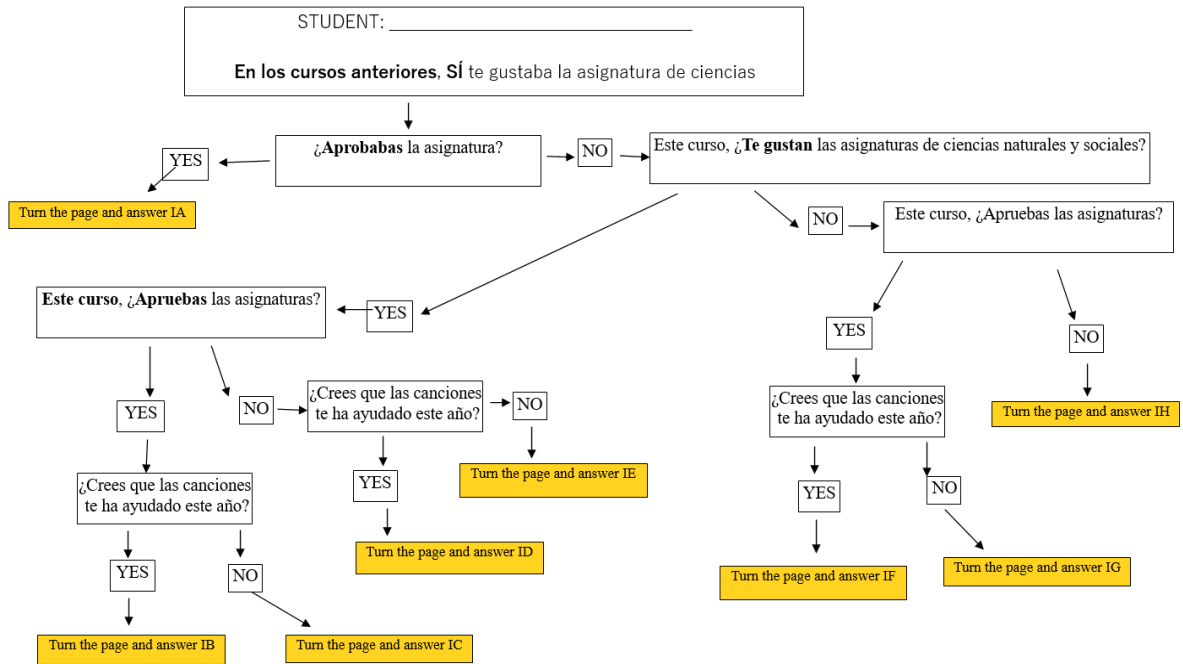 STUDENT: ________________________________
En los cursos anteriores, SÍ te gustaba la asignatura de ciencias
¿Aprobabas la asignatura?
NO
Este curso, ¿Te gustan las asignaturas de ciencias naturales y sociales?
YES
Turn the page and answer IA
NO
Este curso, ¿Apruebas las asignaturas?
Este curso, ¿Apruebas las asignaturas?
YES
YES
NO
YES
NO
¿Crees que las canciones
te ha ayudado este año?
NO
¿Crees que las canciones
te ha ayudado este año?
Turn the page and answer IH
YES
Turn the page and answer IE
¿Crees que las canciones
te ha ayudado este año?
YES
NO
Turn the page and answer ID
YES
NO
Turn the page and answer IF
Turn the page and answer IG
Turn the page and answer IB
Turn the page and answer IC